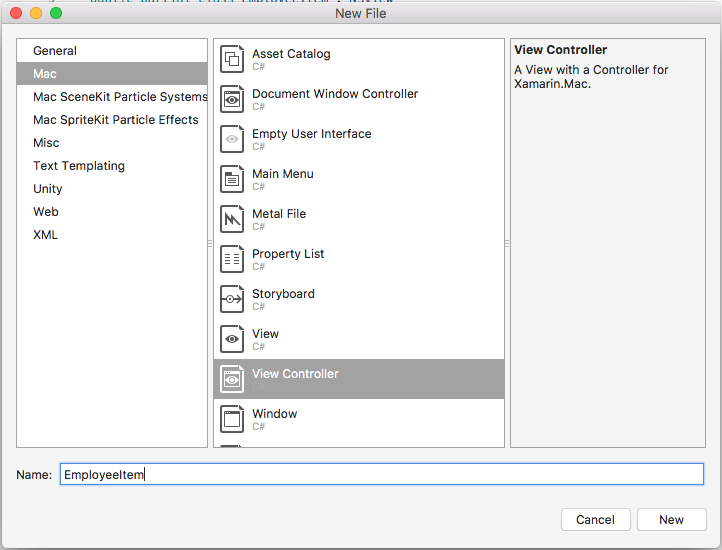 New File
General
Mac
Mac SceneKit Particle Systems
Mac SpriteKit Particle Effects
Misc
Text Templating
Unity
Web
XML
Asset Catalog
C#
Document Window Controller
C#
Empty User Interface
C#
Main Menu
C#
Metal File
C#
Property List
C#
Storyboard
C#
View
C#
View Controller
C#
Window
C#
View Controller
A View with a Controller for
Xamarin.Mac.
Name: EmployeeItem
Cancel New